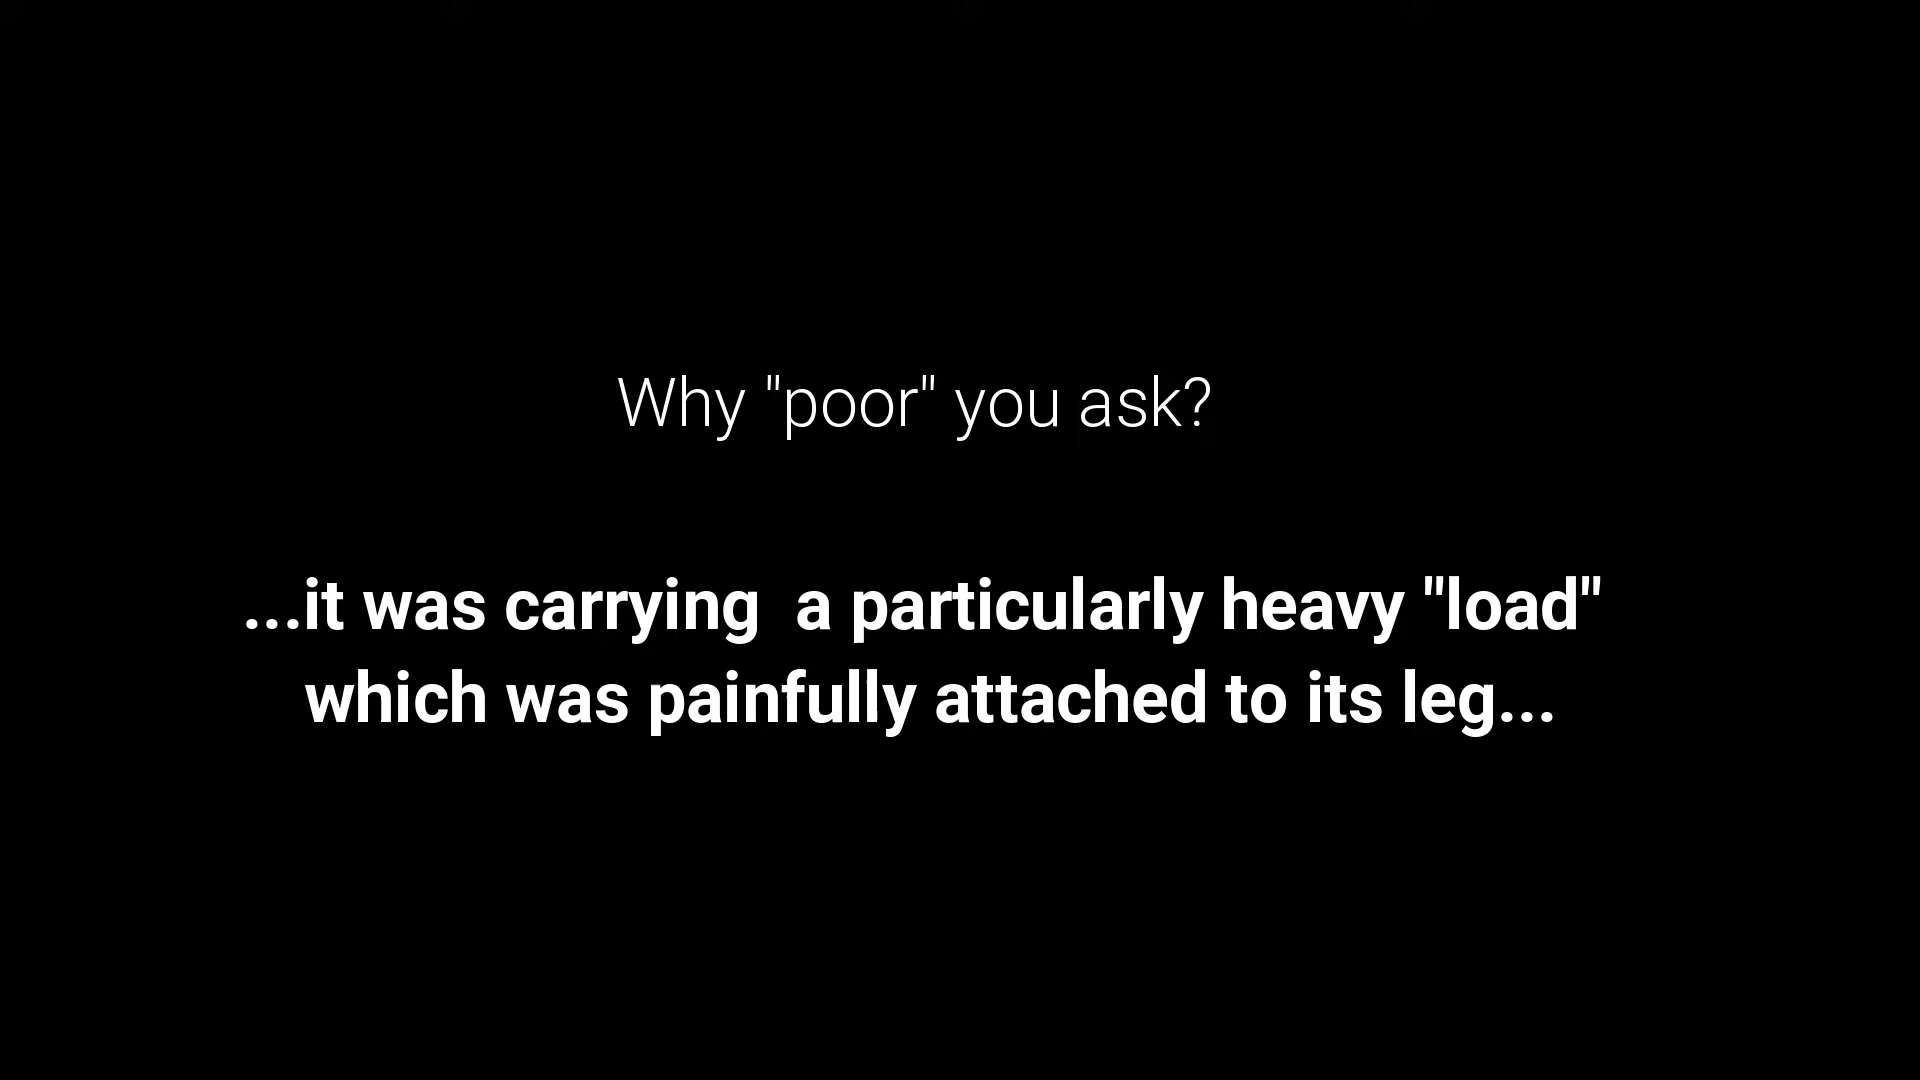 Why "poor" you ask?
...it was carrying  a particularly heavy "load"
which was painfully attached to its leg...